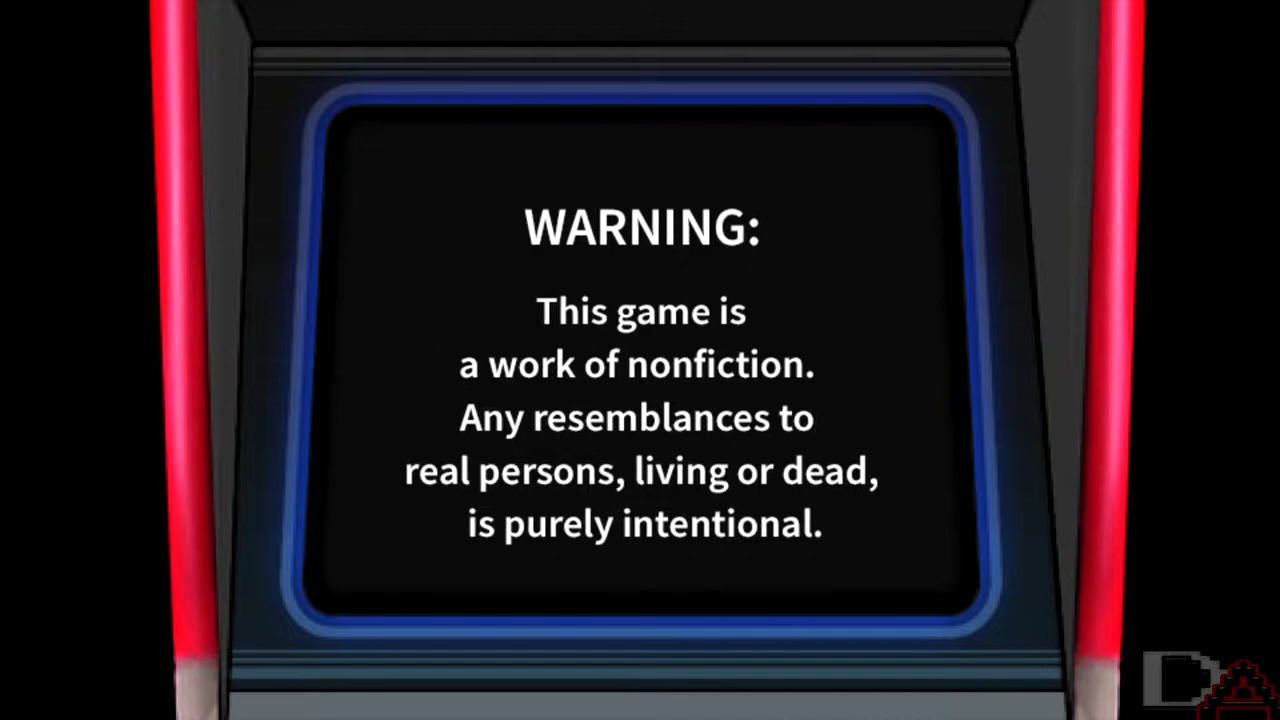 WARNING:
This game is
a work of nonfiction.
Any resemblances to
real persons, living or dead,
is purely intentional.